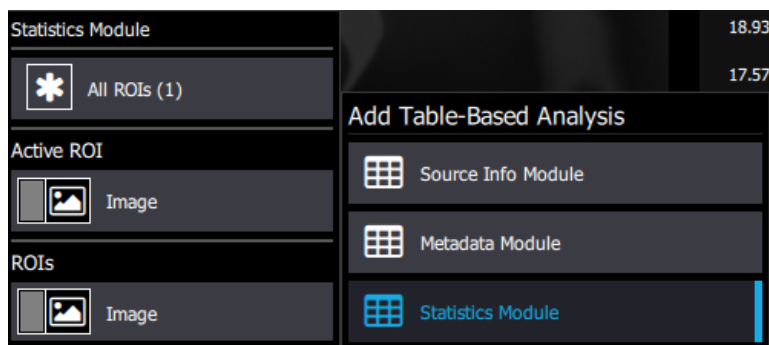 Statistics Module
All ROIs (1)
Active ROI
Image
ROIs
Image
18.93
17.57
Add Table-Based Analysis
Source Info Module
Metadata Module
Statistics Module